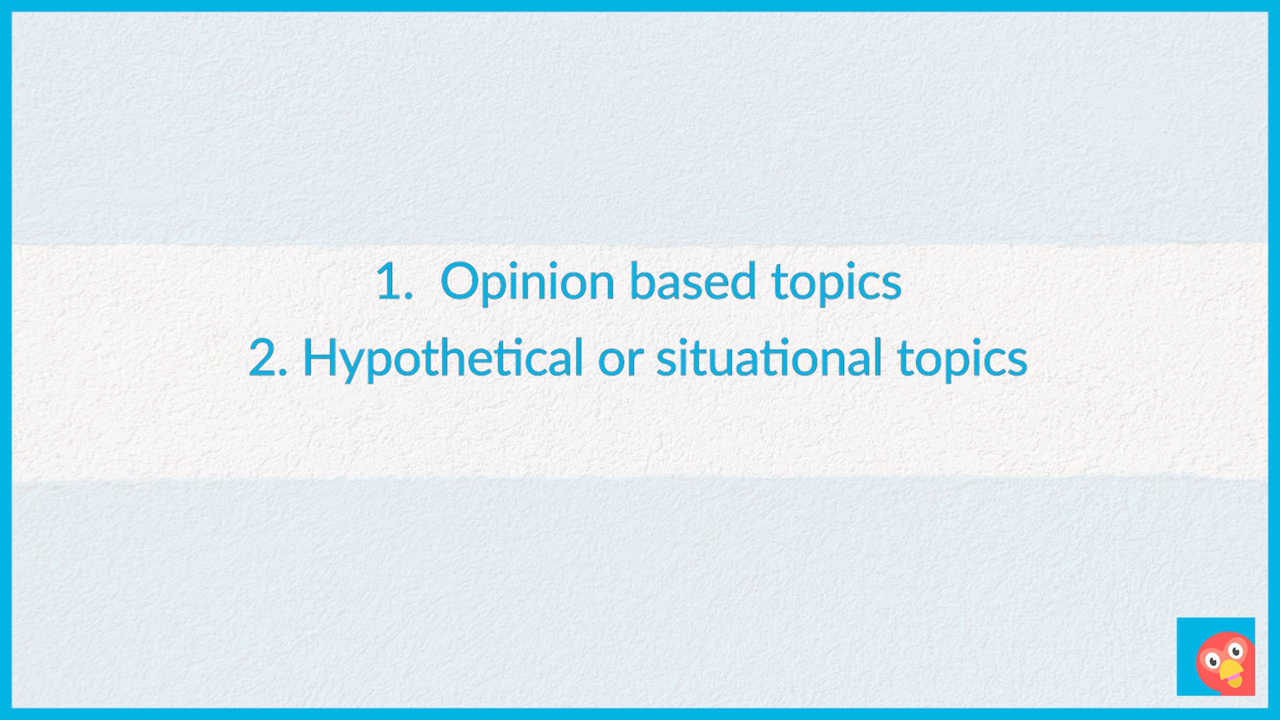 1. Opinion based topics
2. Hypothetical or situational topics